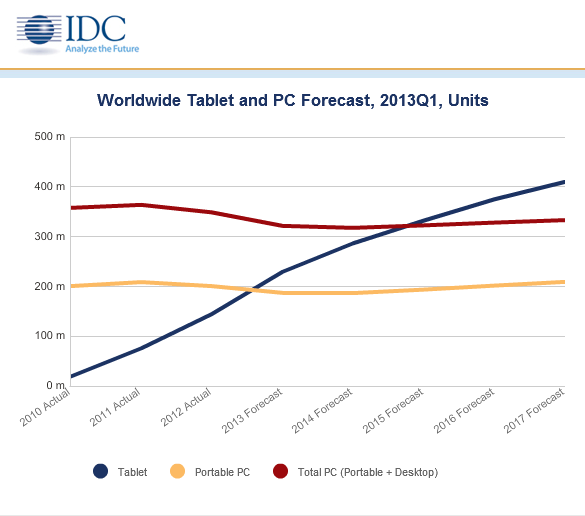 IDC
Analyze the Future
Worldwide Tablet and PC Forecast, 2013Q1, Units
500 m
400 m
300 m
200 m
100 m
0 m
2010 Actual
2011 Actual
2012 Actual
2013 Forecast
2014 Forecast
2015 Forecast
2016 Forecast
2017 Forecast
Tablet
Portable PC
Total PC (Portable + Desktop)